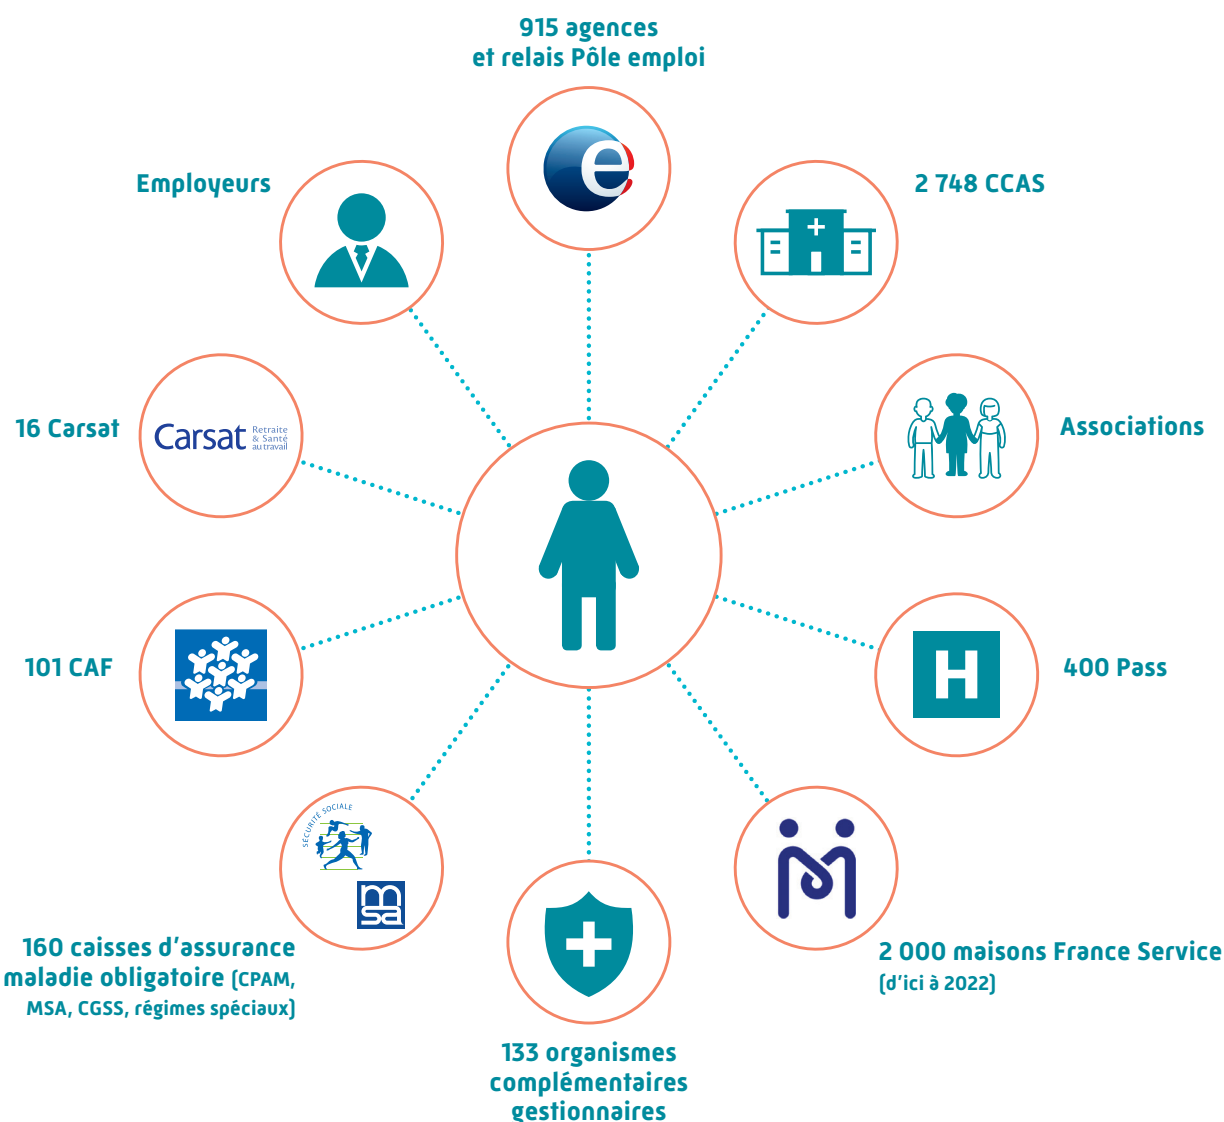 915 agences
et relais Pôle emploi
e
Employeurs
2 748 CCAS
16 Carsat
Carsat Retraite
& Santé
au travail
Associations
101 CAF
H
400 Pass
SÉCURITÉ SOCIALE
msa
160 caisses d'assurance
maladie obligatoire (CPAM,
MSA, CGSS, régimes spéciaux)
2 000 maisons France Service
(d'ici à 2022)
133 organismes
complémentaires
gestionnaires